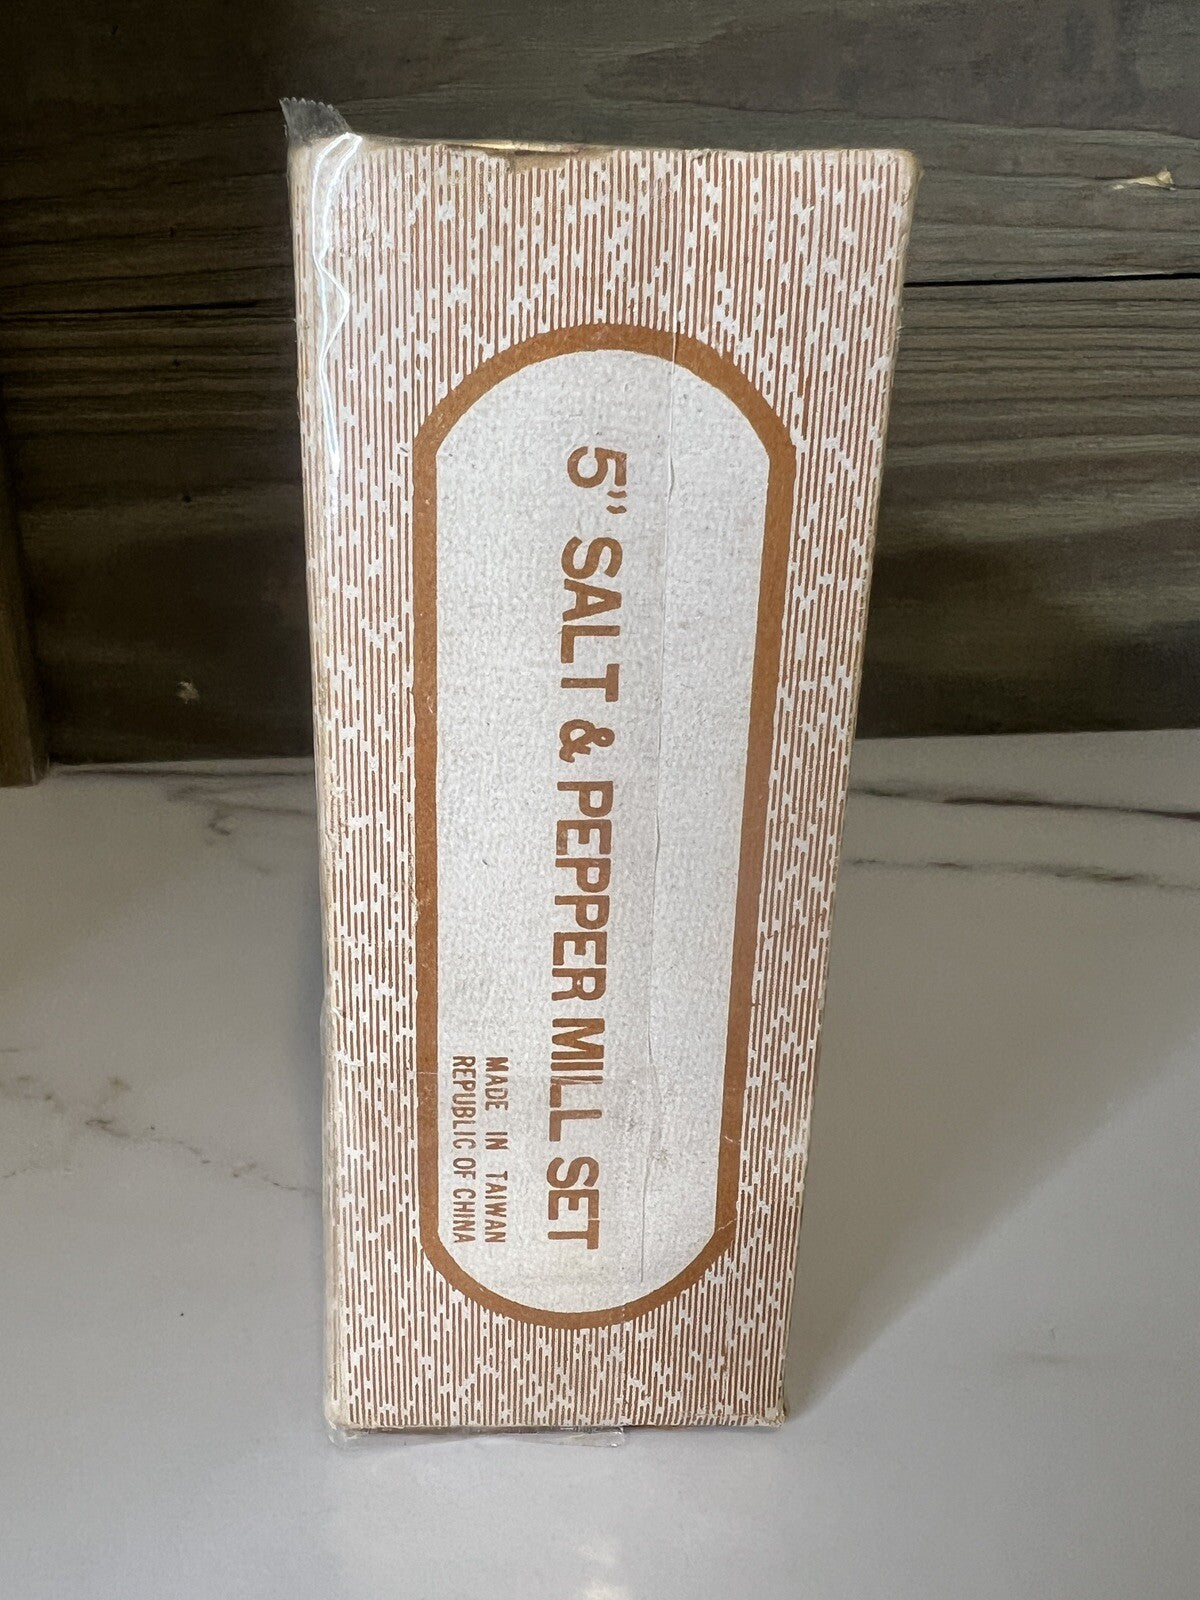 5" SALT & PEPPER MILL SET
MADE IN TAIWAN
REPUBLIC OF CHINA